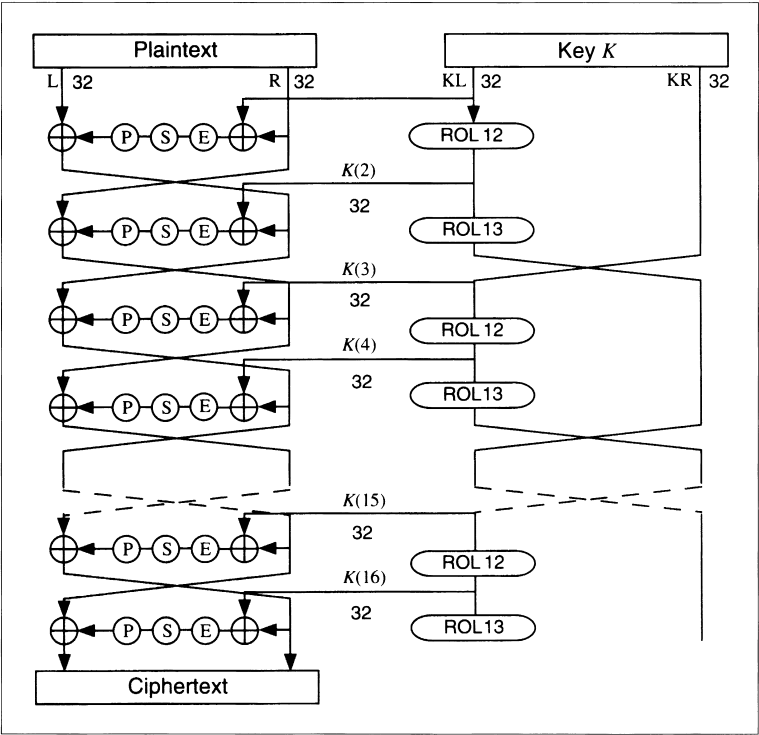 Plaintext Key K
L 32 R 32 KL 32 KR 32
P S E ROL 12
K(2)
32
P S E ROL13
K(3)
32
P S E ROL 12
K(4)
32
P S E ROL13
K(15)
32
P S E ROL 12
K(16)
32
P S E ROL13
Ciphertext